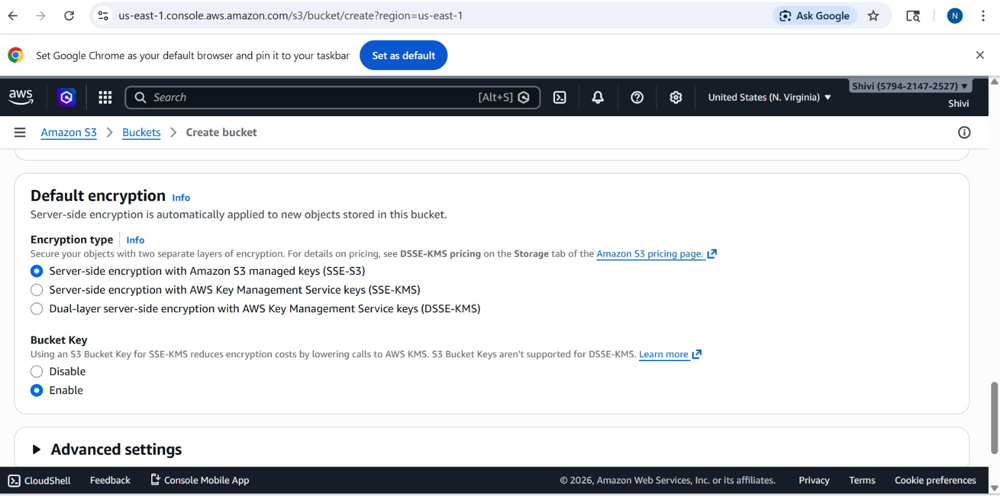 us-east-1.console.aws.amazon.com/s3/bucket/create?region=us-east-1
Ask Google
N
Set Google Chrome as your default browser and pin it to your taskbar
Set as default
aws
Search
[Alt+S]
United States (N. Virginia) ▼
Shivi (5794-2147-2527) ▼
Shivi
Amazon S3 > Buckets > Create bucket
Default encryption Info
Server-side encryption is automatically applied to new objects stored in this bucket.
Encryption type Info
Secure your objects with two separate layers of encryption. For details on pricing, see DSSE-KMS pricing on the Storage tab of the Amazon S3 pricing page.
Server-side encryption with Amazon S3 managed keys (SSE-S3)
Server-side encryption with AWS Key Management Service keys (SSE-KMS)
Dual-layer server-side encryption with AWS Key Management Service keys (DSSE-KMS)
Bucket Key
Using an S3 Bucket Key for SSE-KMS reduces encryption costs by lowering calls to AWS KMS. S3 Bucket Keys aren't supported for DSSE-KMS. Learn more
Disable
Enable
Advanced settings
CloudShell Feedback Console Mobile App © 2026, Amazon Web Services, Inc. or its affiliates. Privacy Terms Cookie preferences